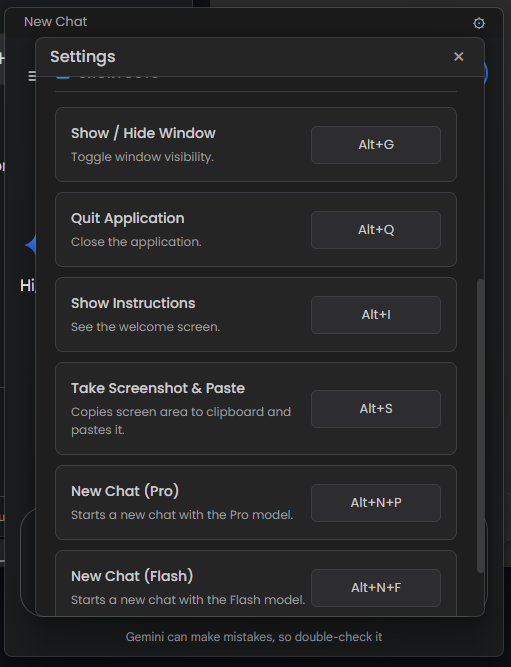 New Chat
Settings
Show / Hide Window
Toggle window visibility.
Alt+G
Quit Application
Close the application.
Alt+Q
Show Instructions
See the welcome screen.
Alt+I
Take Screenshot & Paste
Copies screen area to clipboard and
pastes it.
Alt+S
New Chat (Pro)
Starts a new chat with the Pro model.
Alt+N+P
New Chat (Flash)
Starts a new chat with the Flash model.
Alt+N+F
Hi,
Gemini can make mistakes, so double-check it